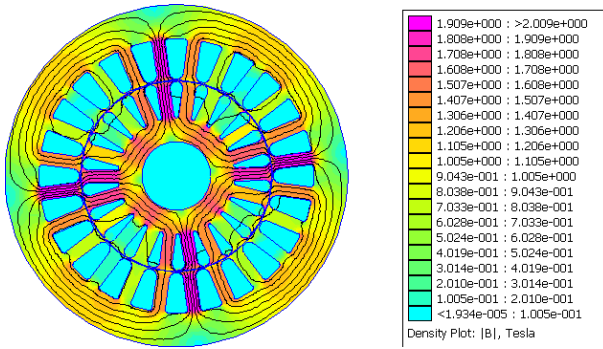 1.909e+000 : >2.009e+000
1.808e+000 : 1.909e+000
1.708e+000 : 1.808e+000
1.608e+000 : 1.708e+000
1.507e+000 : 1.608e+000
1.407e+000 : 1.507e+000
1.306e+000 : 1.407e+000
1.206e+000 : 1.306e+000
1.105e+000 : 1.206e+000
1.005e+000 : 1.105e+000
9.043e-001 : 1.005e+000
8.038e-001 : 9.043e-001
7.033e-001 : 8.038e-001
6.028e-001 : 7.033e-001
5.024e-001 : 6.028e-001
4.019e-001 : 5.024e-001
3.014e-001 : 4.019e-001
2.010e-001 : 3.014e-001
1.005e-001 : 2.010e-001
<1.934e-005 : 1.005e-001
Density Plot: |B|, Tesla